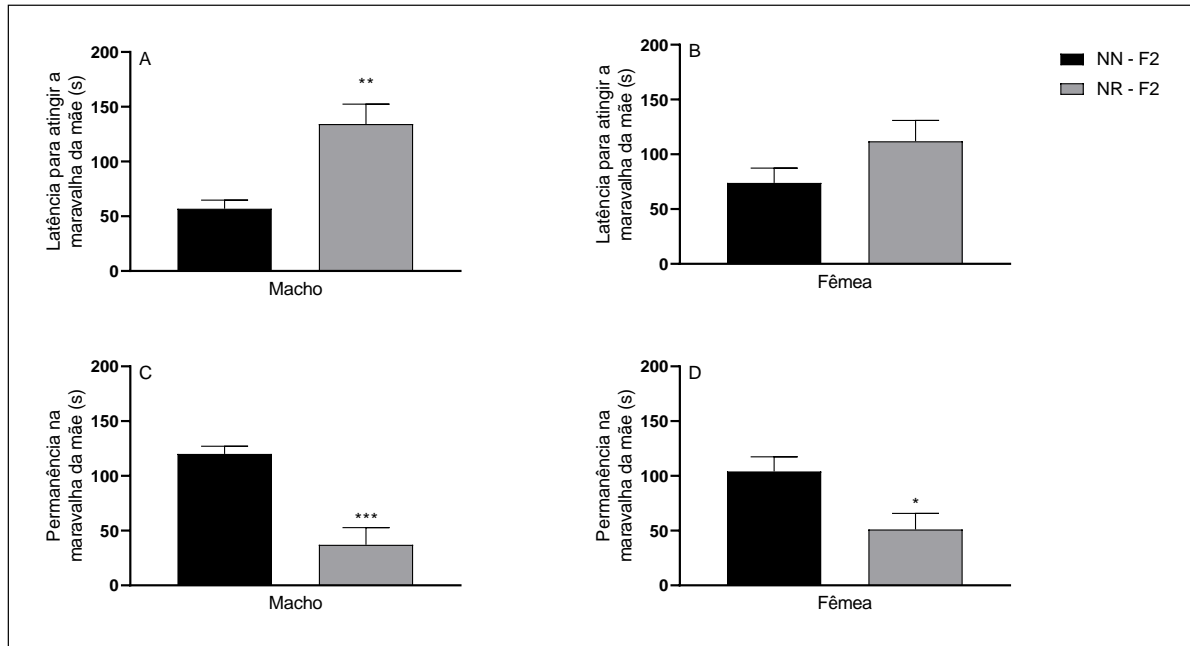 A
Latência para atingir a
maravalha da mãe (s)
200
150
100
50
0
**
Macho
B
Latência para atingir a
maravalha da mãe (s)
200
150
100
50
0
Fêmea
NN - F2
NR - F2
C
Permanência na
maravalha da mãe (s)
200
150
100
50
0
***
Macho
D
Permanência na
maravalha da mãe (s)
200
150
100
50
0
*
Fêmea